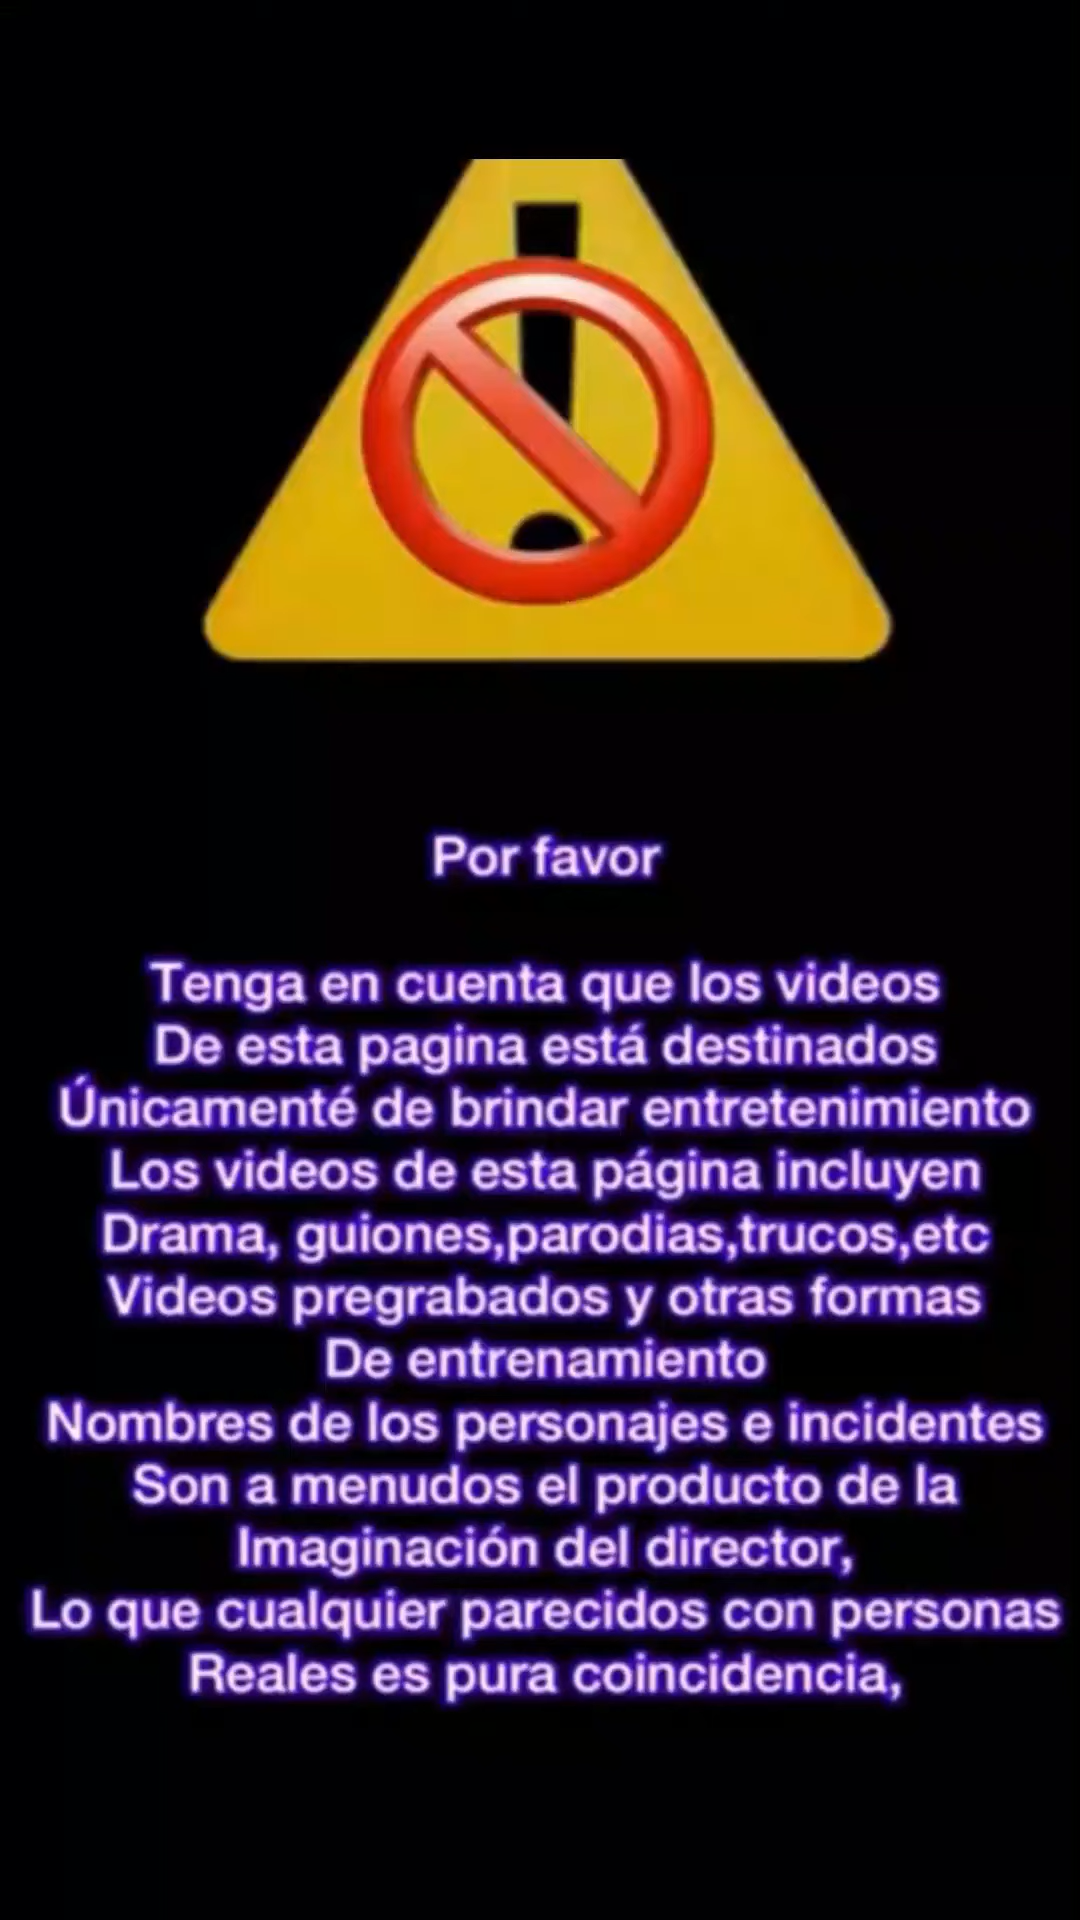 Por favor
Tenga en cuenta que los videos
De esta pagina está destinados
Únicamenté de brindar entretenimiento
Los videos de esta página incluyen
Drama, guiones,parodias,trucos,etc
Videos pregrabados y otras formas
De entrenamiento
Nombres de los personajes e incidentes
Son a menudos el producto de la
Imaginación del director,
Lo que cualquier parecidos con personas
Reales es pura coincidencia,